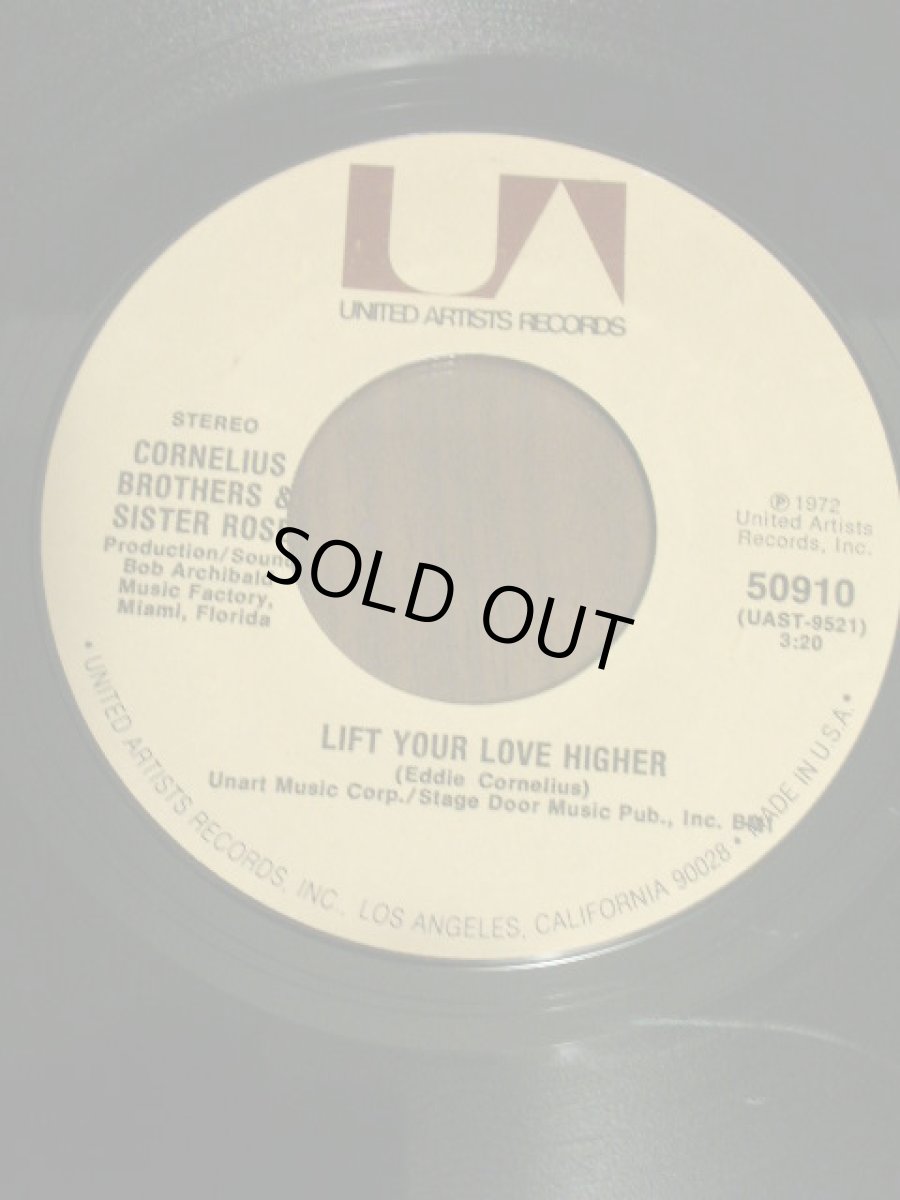 UA
UNITED ARTISTS RECORDS
STEREO
CORNELIUS
BROTHERS &
SISTER ROSE
Production/Sound
Bob Archibald
Music Factory,
Miami, Florida
℗ 1972
United Artists
Records, Inc.
50910
(UAST-9521)
3:20
SOLD OUT
LIFT YOUR LOVE HIGHER
(Eddie Cornelius)
Unart Music Corp./Stage Door Music Pub., Inc. BMI
• UNITED ARTISTS RECORDS, INC., LOS ANGELES, CALIFORNIA 90028 • MADE IN U.S.A. •